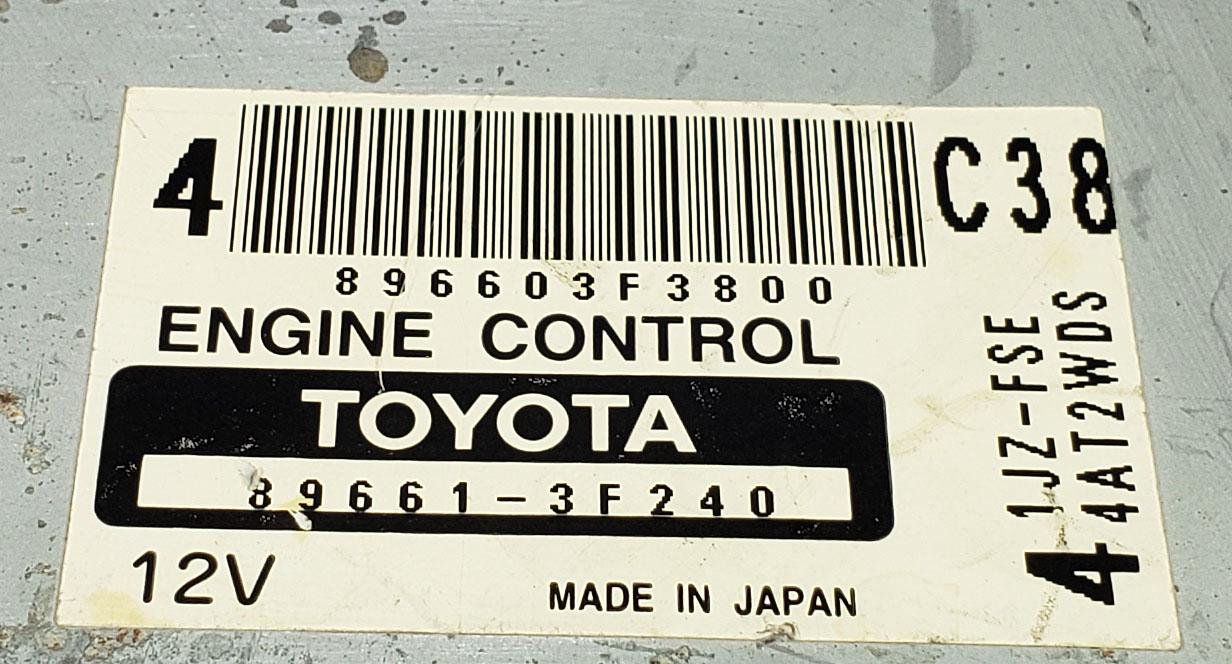 4 C38
896603F3800
ENGINE CONTROL
TOYOTA
89661-3F240
12V
MADE IN JAPAN
1JZ-FSE
4 4AT2WDS